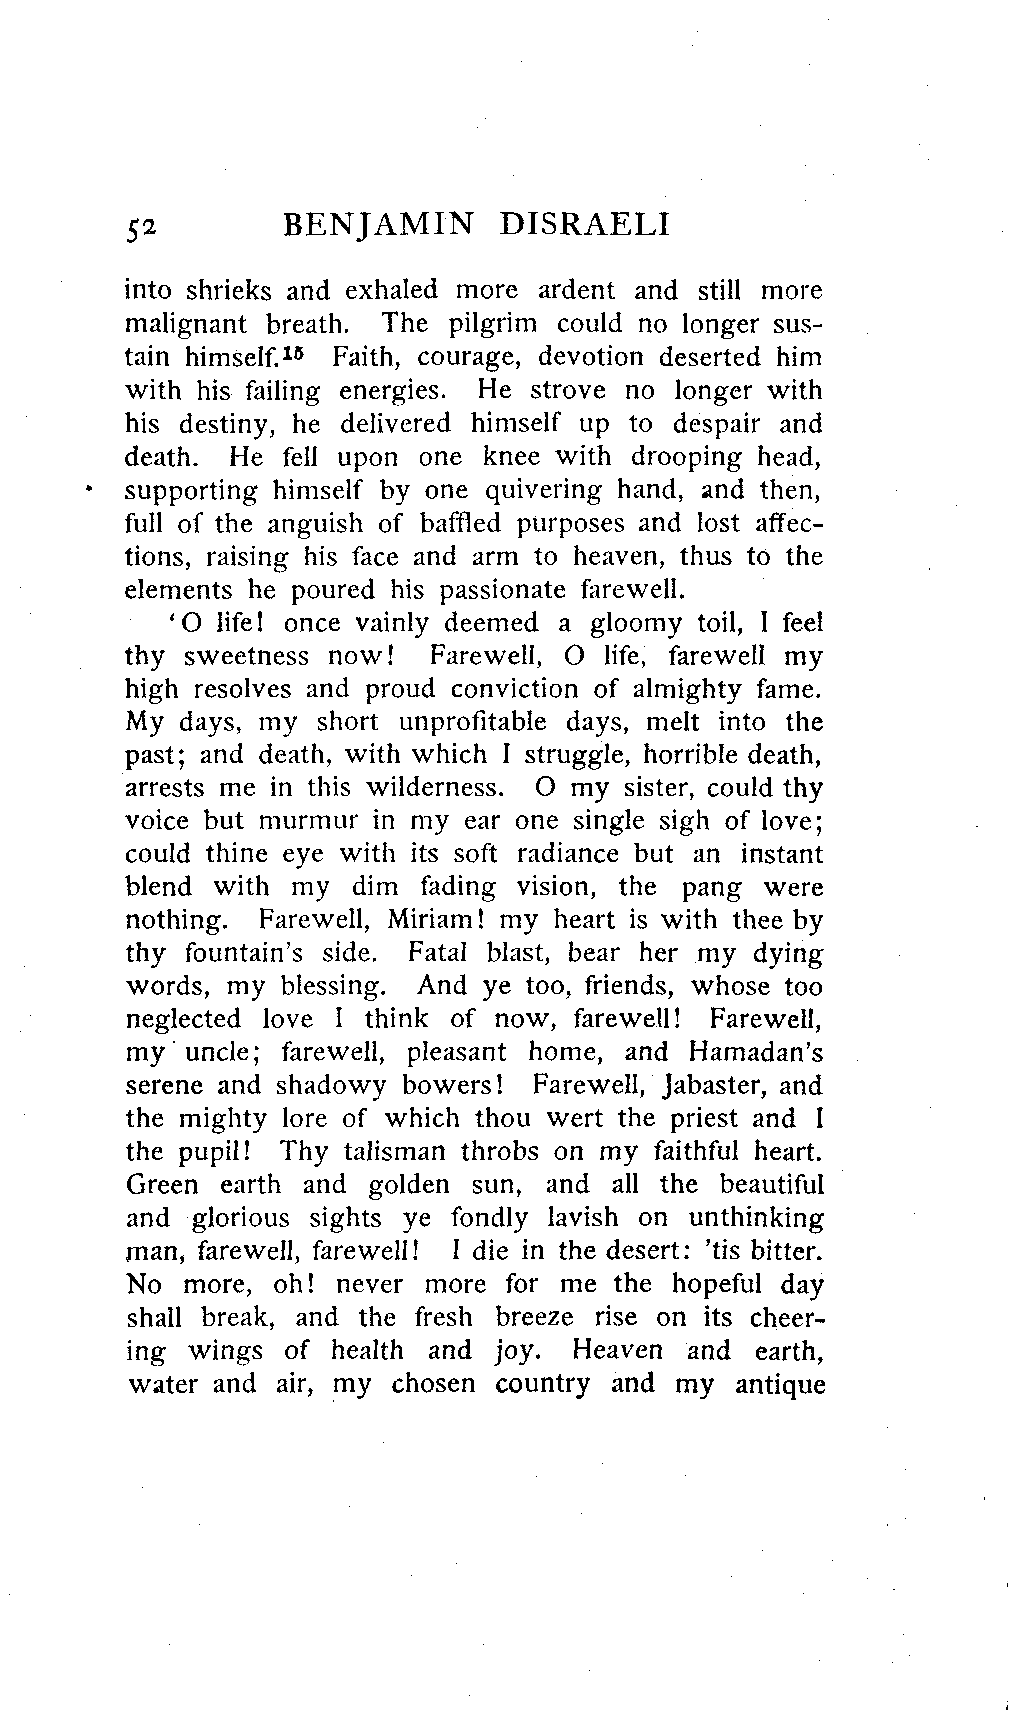 52 BENJAMIN DISRAELI
into shrieks and exhaled more ardent and still more
malignant breath. The pilgrim could no longer sus-
tain himself.¹⁵ Faith, courage, devotion deserted him
with his failing energies. He strove no longer with
his destiny, he delivered himself up to despair and
death. He fell upon one knee with drooping head,
supporting himself by one quivering hand, and then,
full of the anguish of baffled purposes and lost affec-
tions, raising his face and arm to heaven, thus to the
elements he poured his passionate farewell.
‘O life! once vainly deemed a gloomy toil, I feel
thy sweetness now! Farewell, O life, farewell my
high resolves and proud conviction of almighty fame.
My days, my short unprofitable days, melt into the
past; and death, with which I struggle, horrible death,
arrests me in this wilderness. O my sister, could thy
voice but murmur in my ear one single sigh of love;
could thine eye with its soft radiance but an instant
blend with my dim fading vision, the pang were
nothing. Farewell, Miriam! my heart is with thee by
thy fountain's side. Fatal blast, bear her my dying
words, my blessing. And ye too, friends, whose too
neglected love I think of now, farewell! Farewell,
my uncle; farewell, pleasant home, and Hamadan's
serene and shadowy bowers! Farewell, Jabaster, and
the mighty lore of which thou wert the priest and I
the pupil! Thy talisman throbs on my faithful heart.
Green earth and golden sun, and all the beautiful
and glorious sights ye fondly lavish on unthinking
man, farewell, farewell! I die in the desert: 'tis bitter.
No more, oh! never more for me the hopeful day
shall break, and the fresh breeze rise on its cheer-
ing wings of health and joy. Heaven and earth,
water and air, my chosen country and my antique